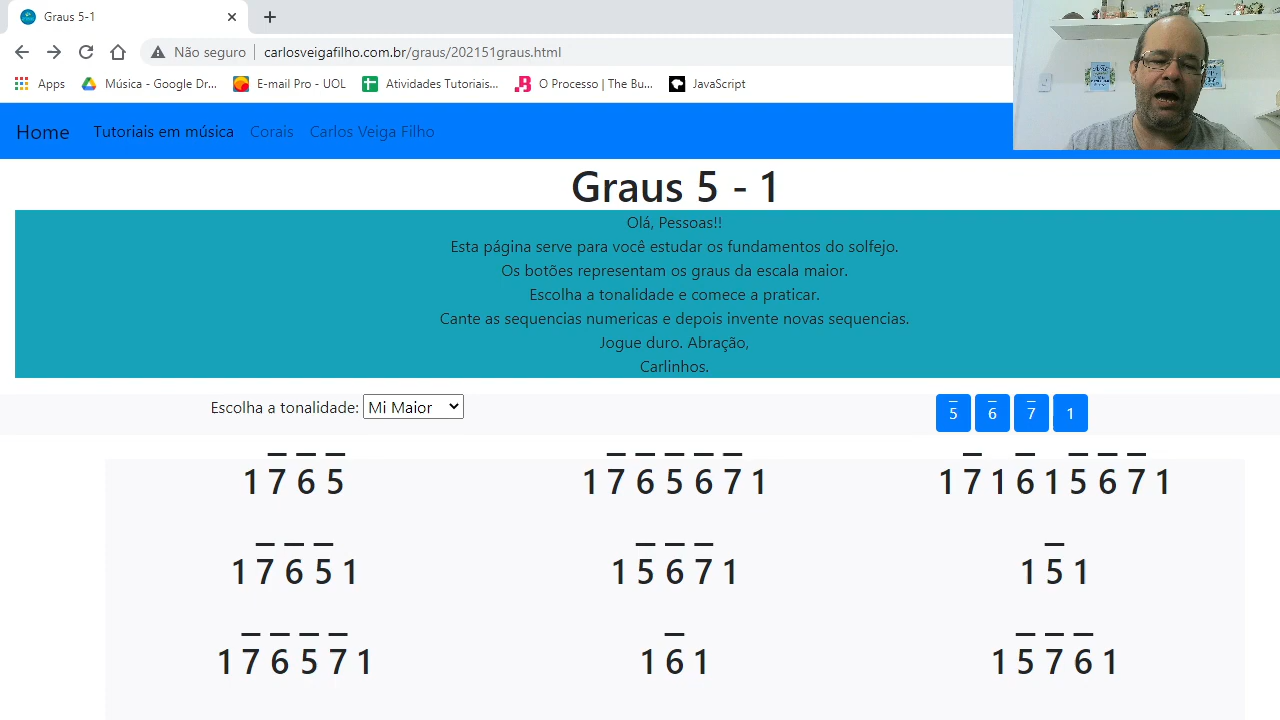 Graus 5-1
Não seguro | carlosveigafilho.com.br/graus/202151graus.html
Apps Música - Google Dr... E-mail Pro - UOL Atividades Tutoriais... O Processo | The Bu... JavaScript
Home Tutoriais em música Corais Carlos Veiga Filho
Graus 5 - 1
Olá, Pessoas!!
Esta página serve para você estudar os fundamentos do solfejo.
Os botões representam os graus da escala maior.
Escolha a tonalidade e comece a praticar.
Cante as sequencias numericas e depois invente novas sequencias.
Jogue duro. Abração,
Carlinhos.
Escolha a tonalidade: Mi Maior 5̅ 6̅ 7̅ 1
1 7̅ 6̅ 5̅ 1 7̅ 6̅ 5̅ 6̅ 7̅ 1 1 7̅ 1 6̅ 1 5̅ 6̅ 7̅ 1
1 7̅ 6̅ 5̅ 1 1 5̅ 6̅ 7̅ 1 1 5̅ 1
1 7̅ 6̅ 5̅ 7̅ 1 1 6̅ 1 1 5̅ 7̅ 6̅ 1